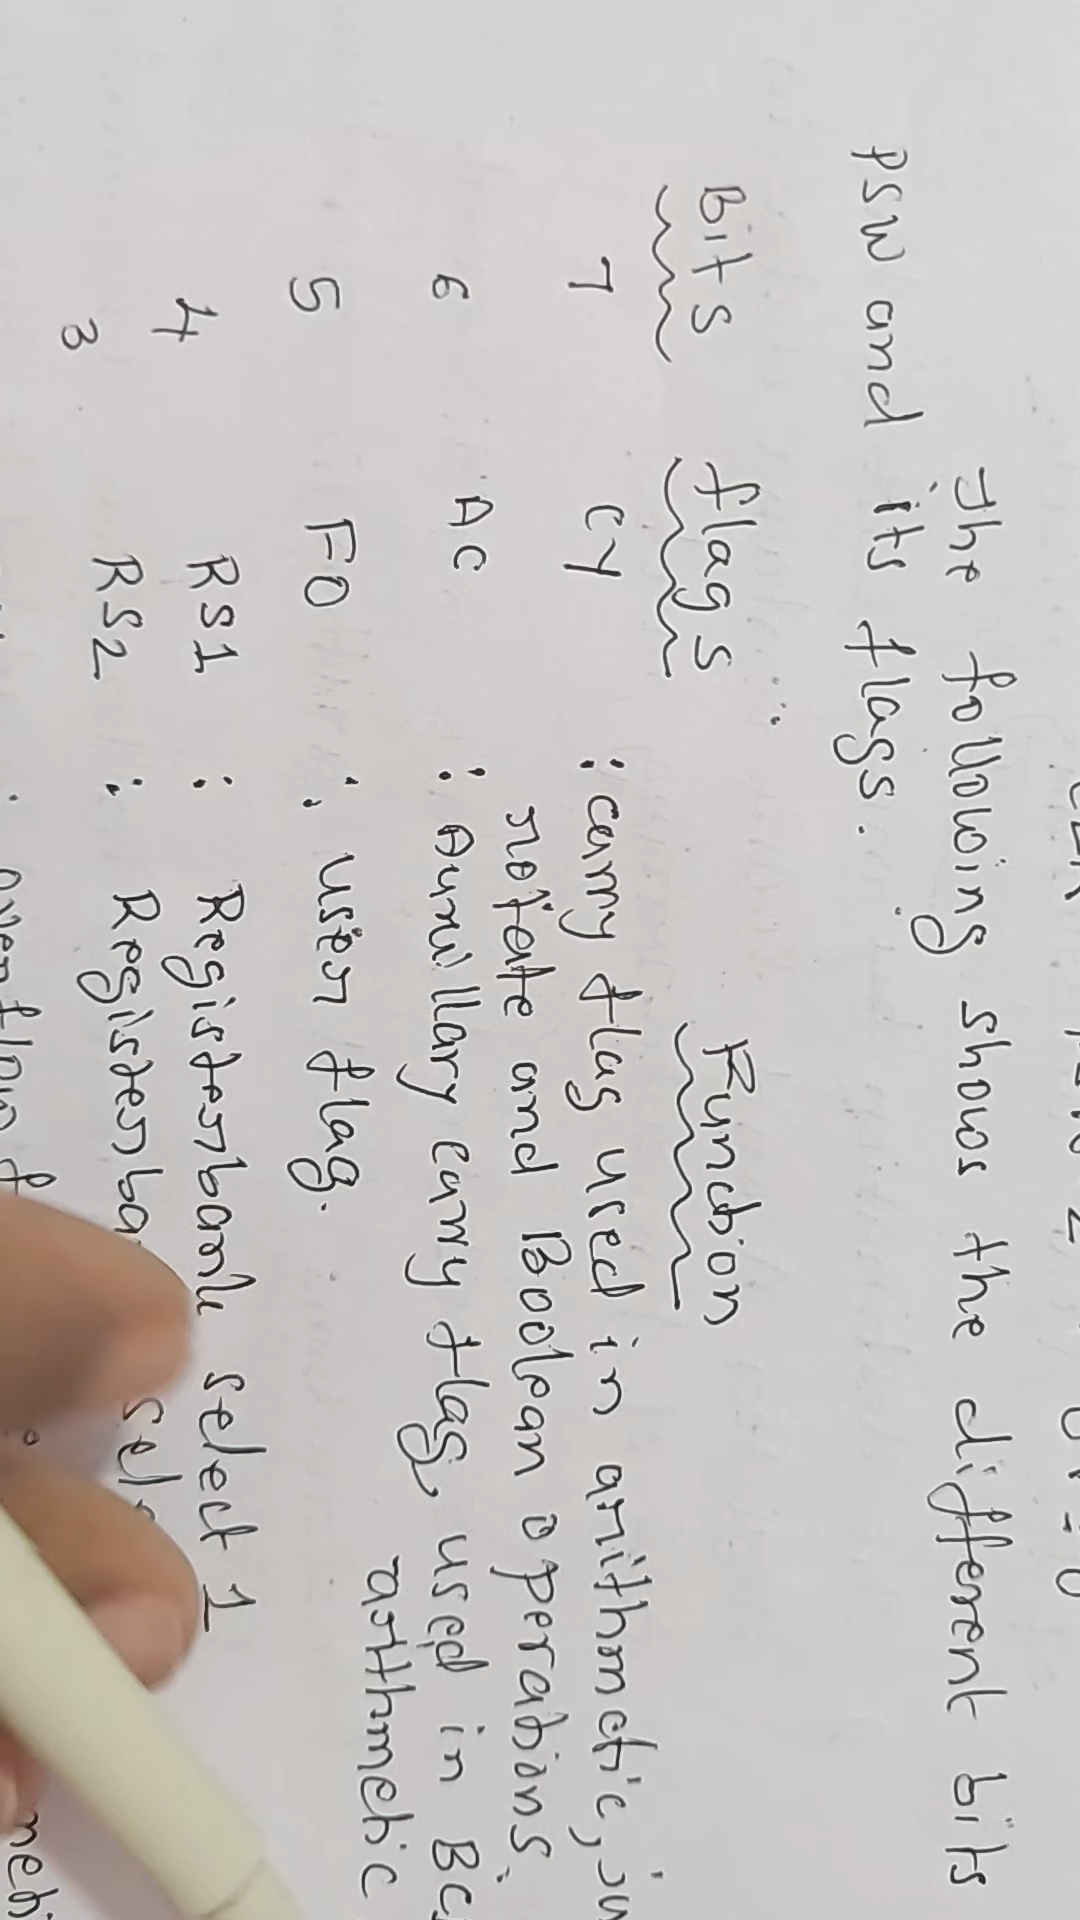 The following shows the different bits
PSW and its flags.
Bits flags Function
7 CY : carry flag used in arithmetic,
rotate and Boolean operations.
6 AC : Auxillary carry flag, used in
arithmetic
5 F0 : user flag.
4 RS1 : Registerbank select 1
3 RS2 :